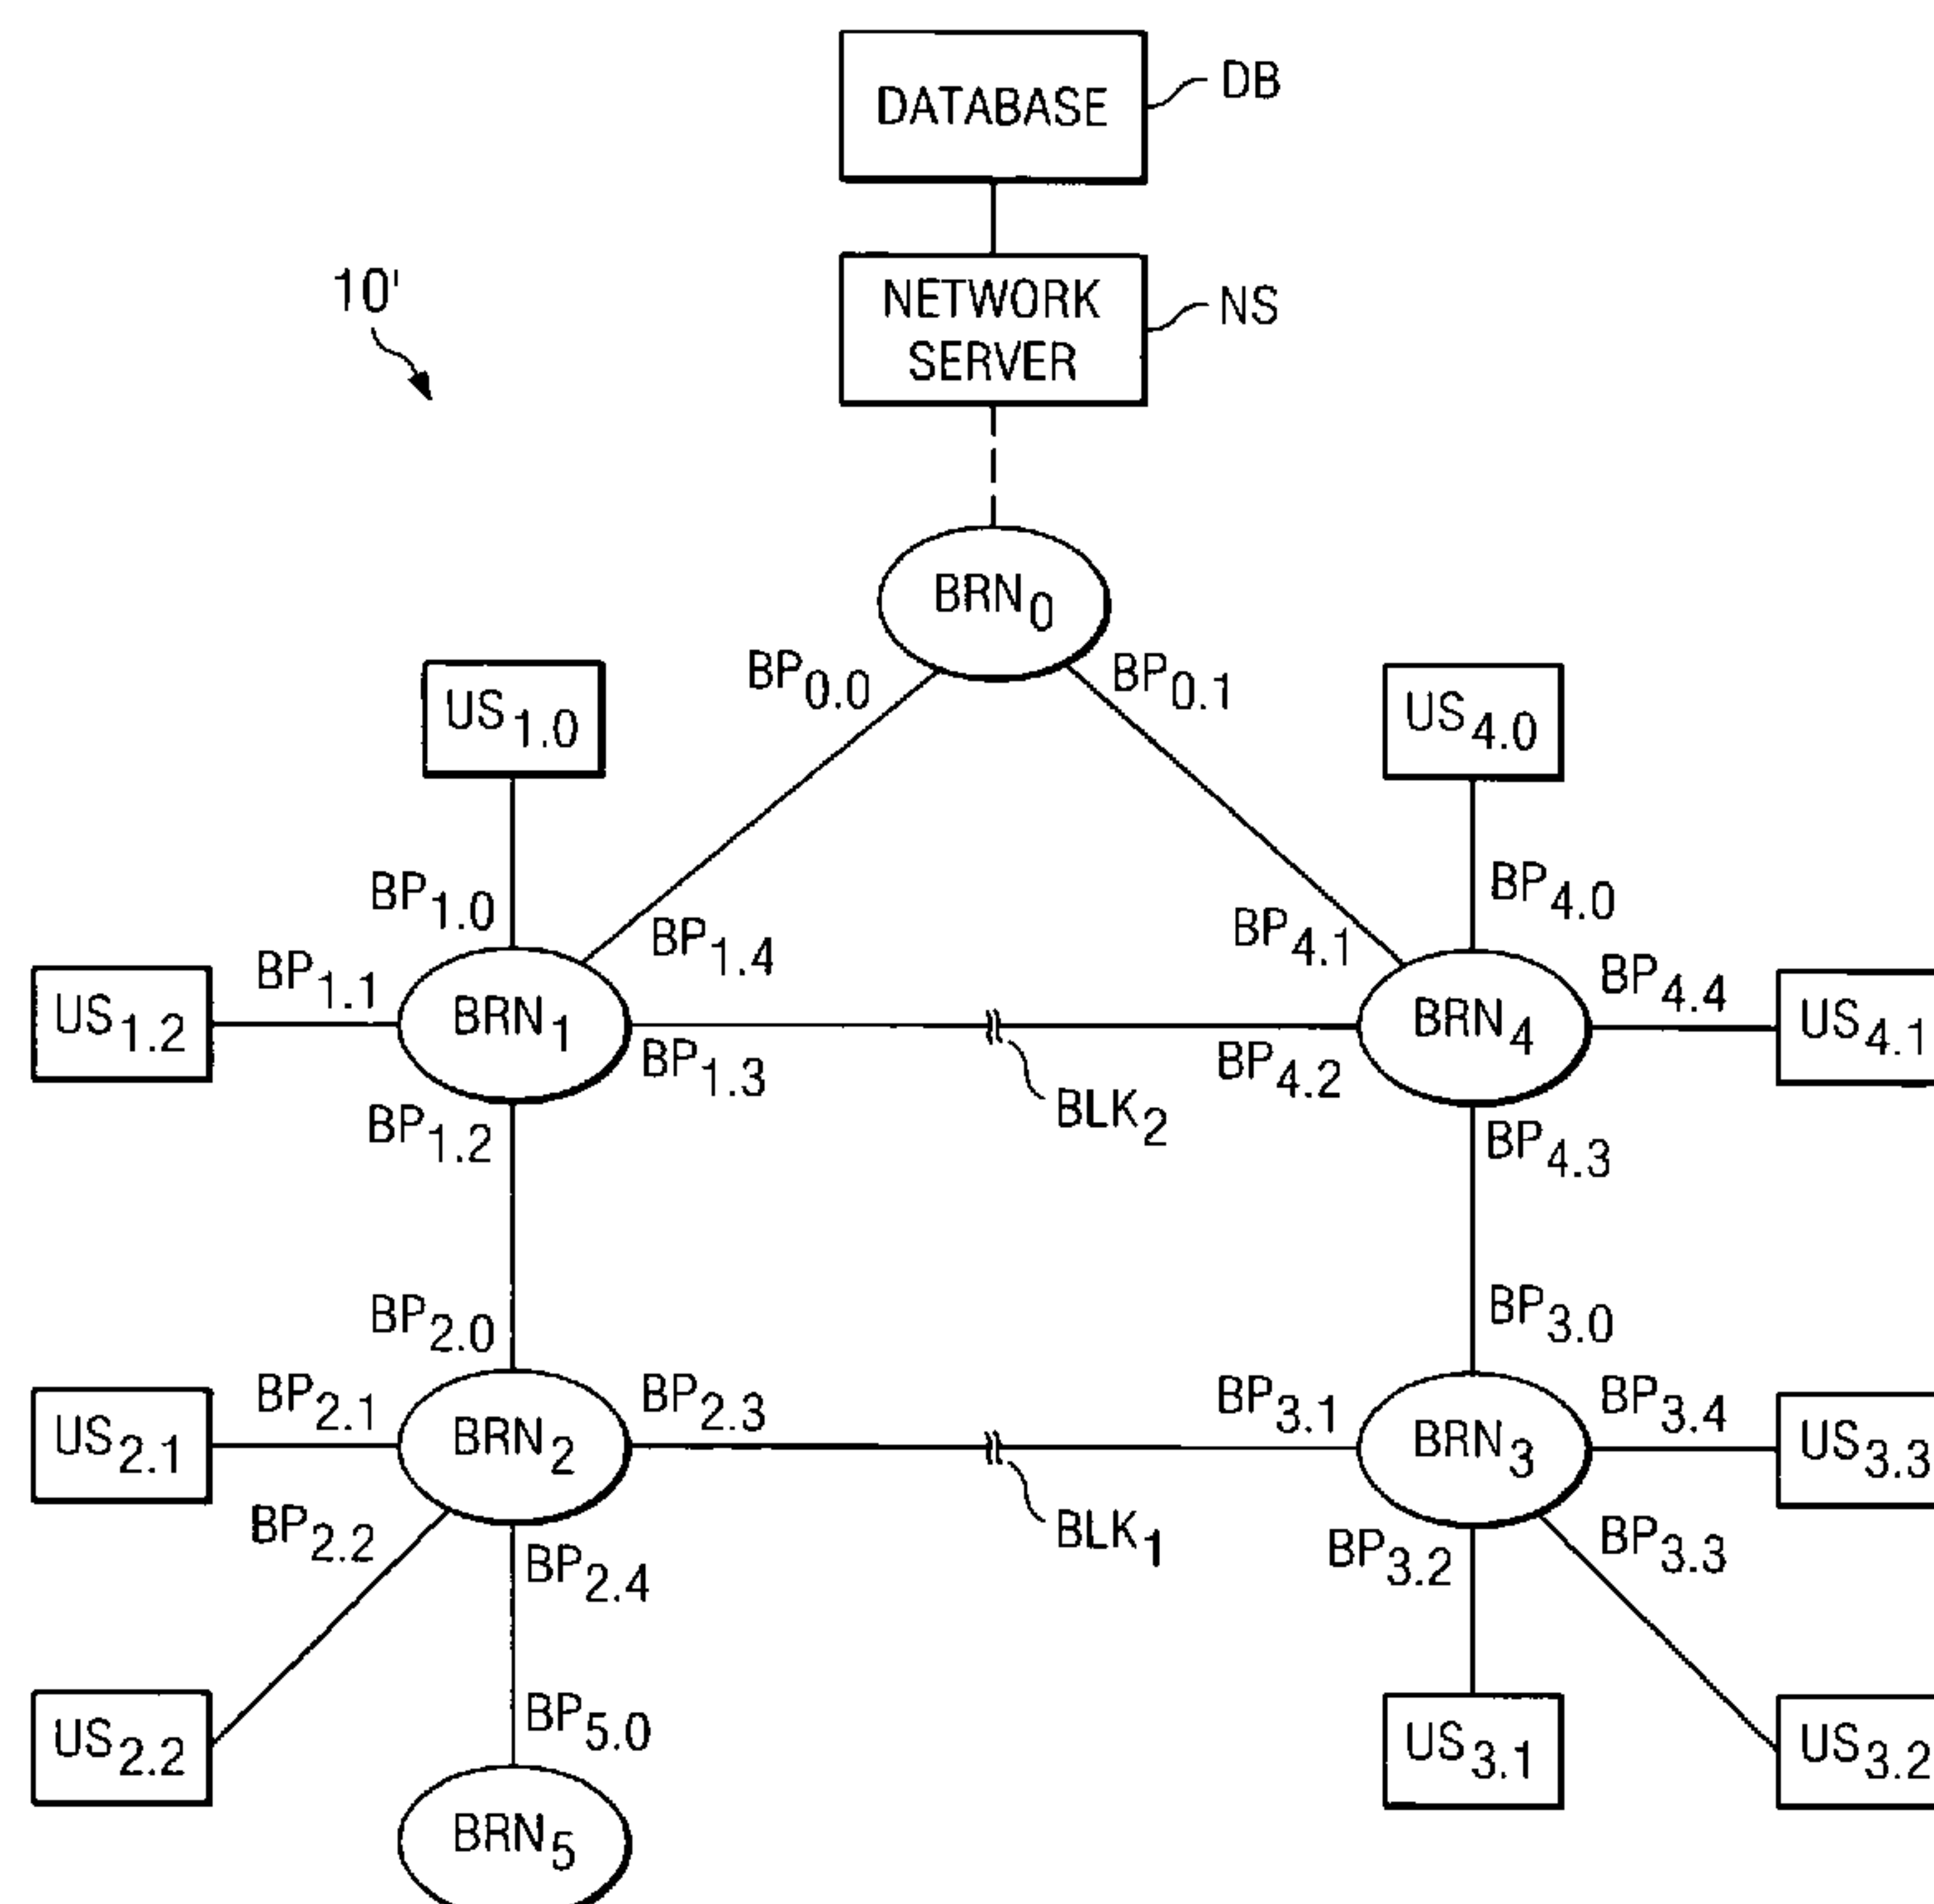 DATABASE
DB
10'
NETWORK
SERVER
NS
BRN0
BP0.0
BP0.1
US1.0
US4.0
BP1.0
BP1.4
BP4.1
BP4.0
US1.2
BP1.1
BRN1
BP1.3
BLK2
BP4.2
BRN4
BP4.4
US4.1
BP1.2
BP4.3
BP2.0
BP3.0
US2.1
BP2.1
BRN2
BP2.3
BLK1
BP3.1
BRN3
BP3.4
US3.3
BP2.2
BP2.4
BP3.2
BP3.3
US2.2
BP5.0
US3.1
US3.2
BRN5